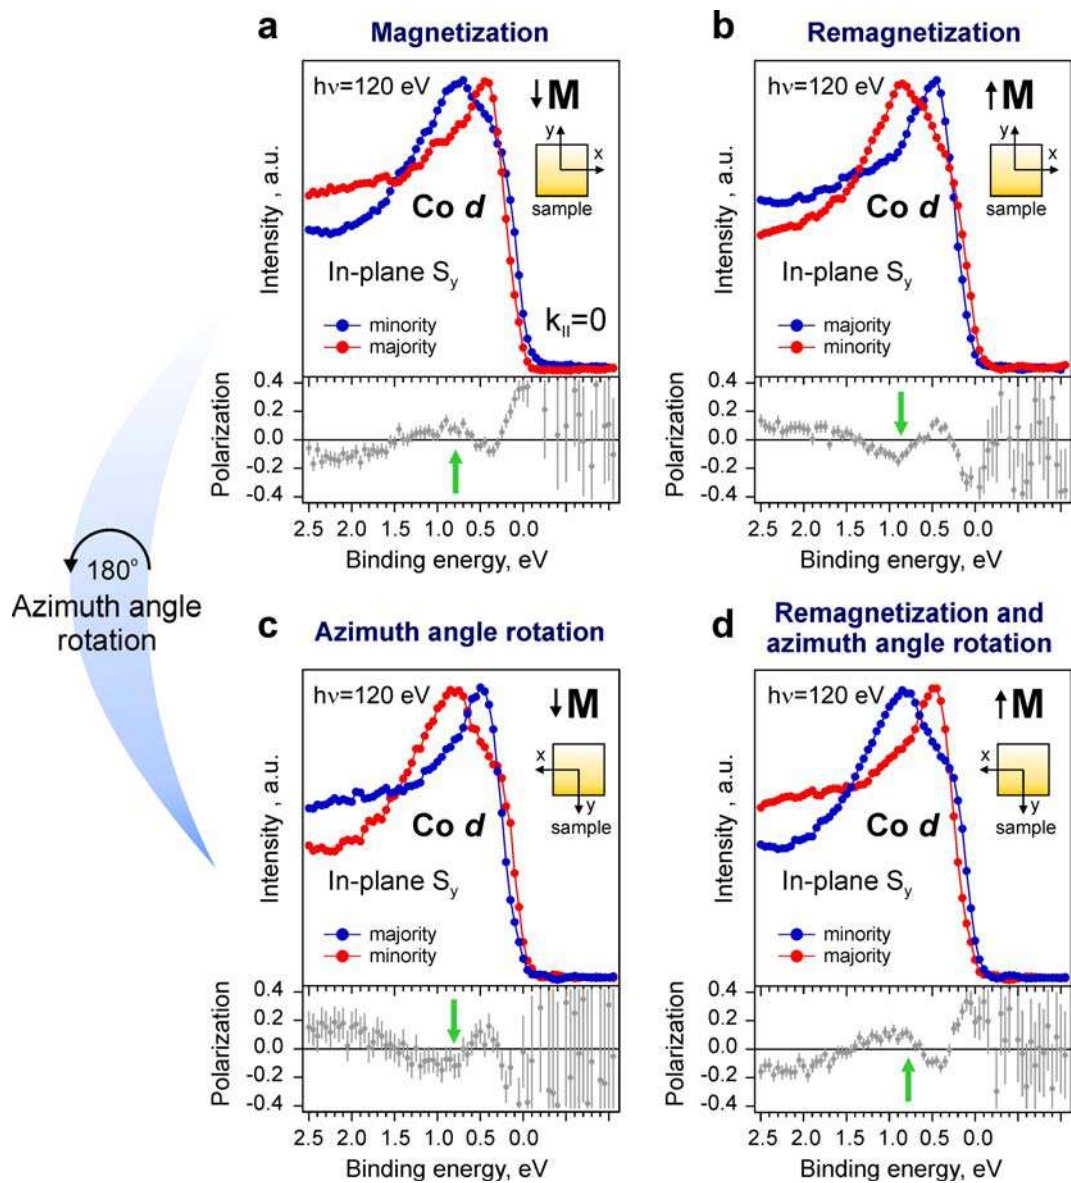 a Magnetization
hν=120 eV
↓M
y
x
sample
Co d
In-plane Sy
k||=0
minority
majority
Intensity , a.u.
0.4
0.2
0.0
-0.2
-0.4
Polarization
2.5 2.0 1.5 1.0 0.5 0.0
Binding energy, eV
b Remagnetization
hν=120 eV
↑M
y
x
sample
Co d
In-plane Sy
majority
minority
Intensity , a.u.
0.4
0.2
0.0
-0.2
-0.4
Polarization
2.5 2.0 1.5 1.0 0.5 0.0
Binding energy, eV
180°
Azimuth angle
rotation
c Azimuth angle rotation
hν=120 eV
↓M
x
y
sample
Co d
In-plane Sy
majority
minority
Intensity , a.u.
0.4
0.2
0.0
-0.2
-0.4
Polarization
2.5 2.0 1.5 1.0 0.5 0.0
Binding energy, eV
d Remagnetization and
azimuth angle rotation
hν=120 eV
↑M
x
y
sample
Co d
In-plane Sy
minority
majority
Intensity , a.u.
0.4
0.2
0.0
-0.2
-0.4
Polarization
2.5 2.0 1.5 1.0 0.5 0.0
Binding energy, eV